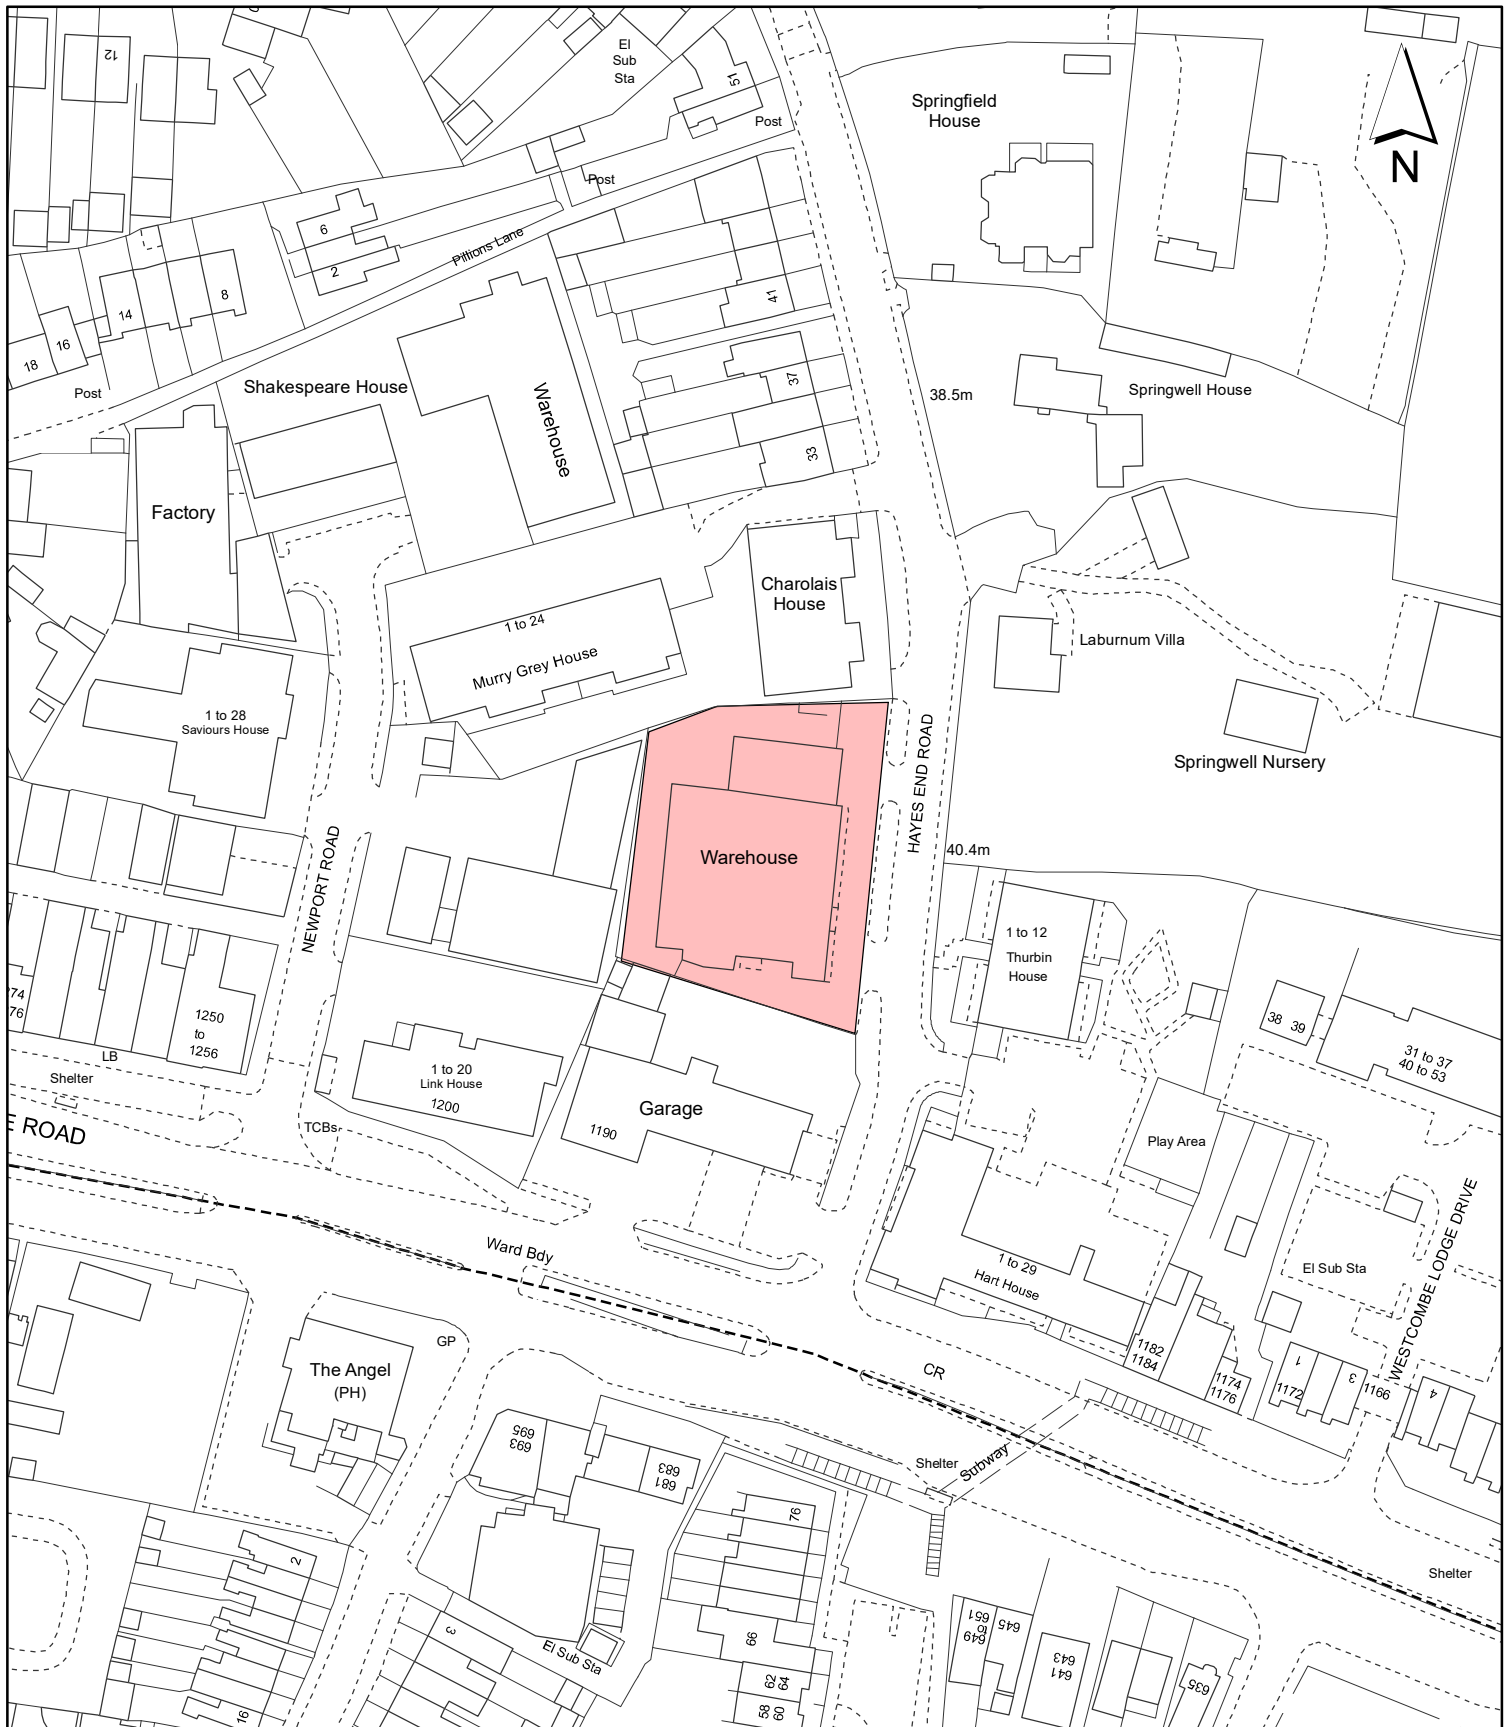 12
El
Sub
Sta
51
Post
Springfield
House
N
Post
6
2
Pillions Lane
8
14
16
18
Post
41
Shakespeare House
Warehouse
37
33
38.5m
Springwell House
Factory
Charolais
House
1 to 24
Murry Grey House
Laburnum Villa
1 to 28
Saviours House
HAYES END ROAD
Springwell Nursery
NEWPORT ROAD
Warehouse
40.4m
1 to 12
Thurbin
House
74
76
1250
to
1256
LB
Shelter
E ROAD
TCBs
1 to 20
Link House
1200
Garage
1190
38 39
31 to 37
40 to 53
Play Area
WESTCOMBE LODGE DRIVE
El Sub Sta
Ward Bdy
1 to 29
Hart House
GP
The Angel
(PH)
CR
1182
1184
1174
1176
1
1172
3
1166
4
695
693
683
681
Shelter
Subway
76
2
Shelter
3
El Sub Sta
66
62
64
58
60
16
651
to
649
645
643
641
635